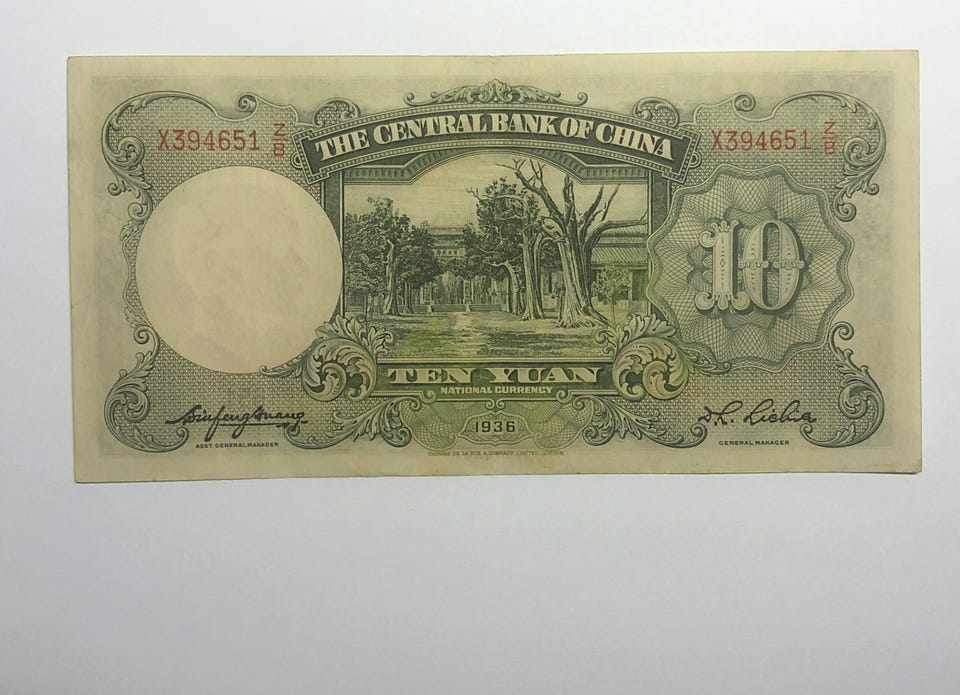 X394651 Z/B
THE CENTRAL BANK OF CHINA
X394651 Z/B
10
TEN YUAN
NATIONAL CURRENCY
1936
ASST. GENERAL MANAGER
GENERAL MANAGER
THOMAS DE LA RUE & COMPANY, LIMITED, LONDON